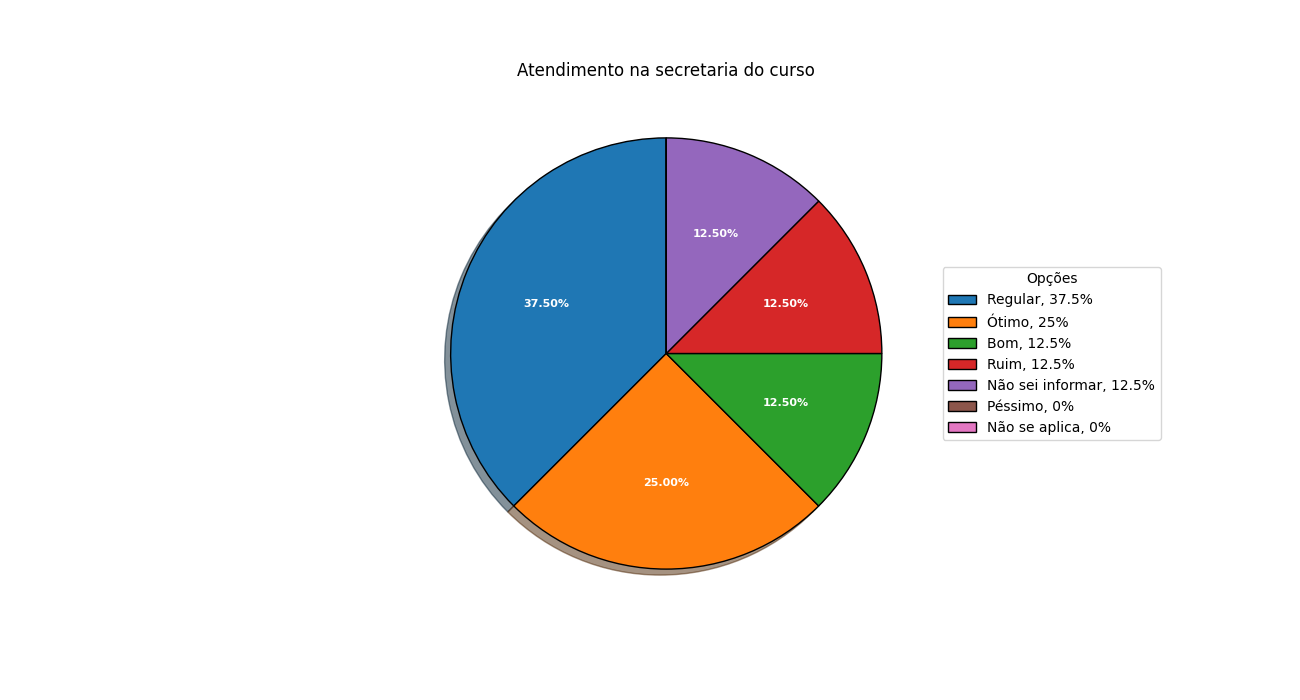 Atendimento na secretaria do curso
12.50%
37.50%
12.50%
12.50%
25.00%
Opções
Regular, 37.5%
Ótimo, 25%
Bom, 12.5%
Ruim, 12.5%
Não sei informar, 12.5%
Péssimo, 0%
Não se aplica, 0%